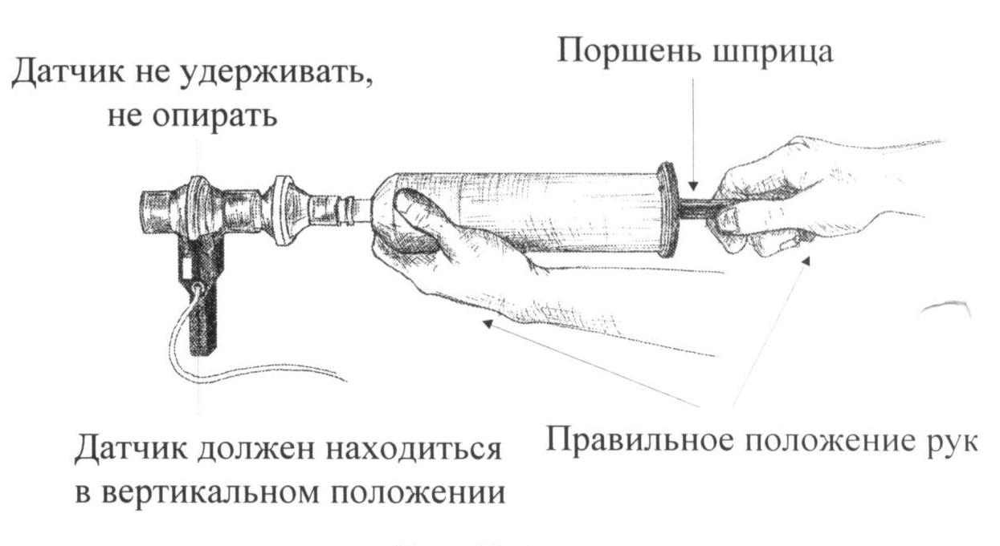 Датчик не удерживать,
не опирать
Поршень шприца
Датчик должен находиться
в вертикальном положении
Правильное положение рук